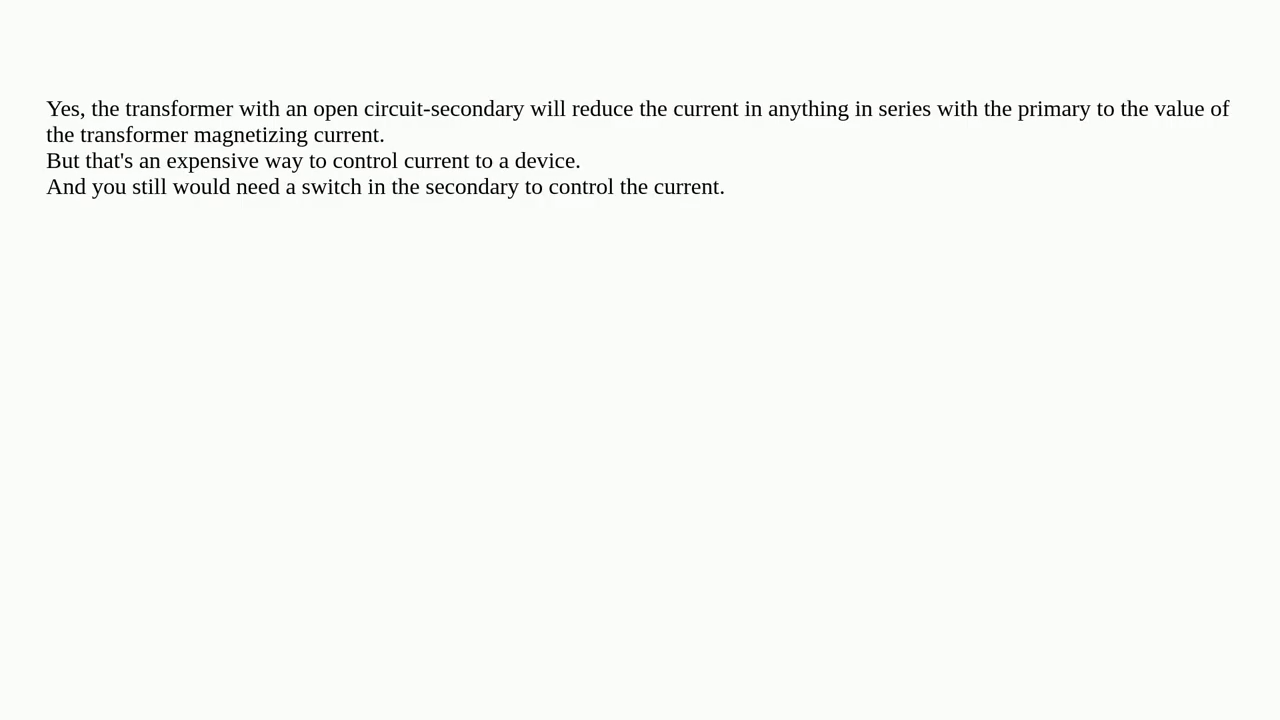 Yes, the transformer with an open circuit-secondary will reduce the current in anything in series with the primary to the value of
the transformer magnetizing current.
But that's an expensive way to control current to a device.
And you still would need a switch in the secondary to control the current.